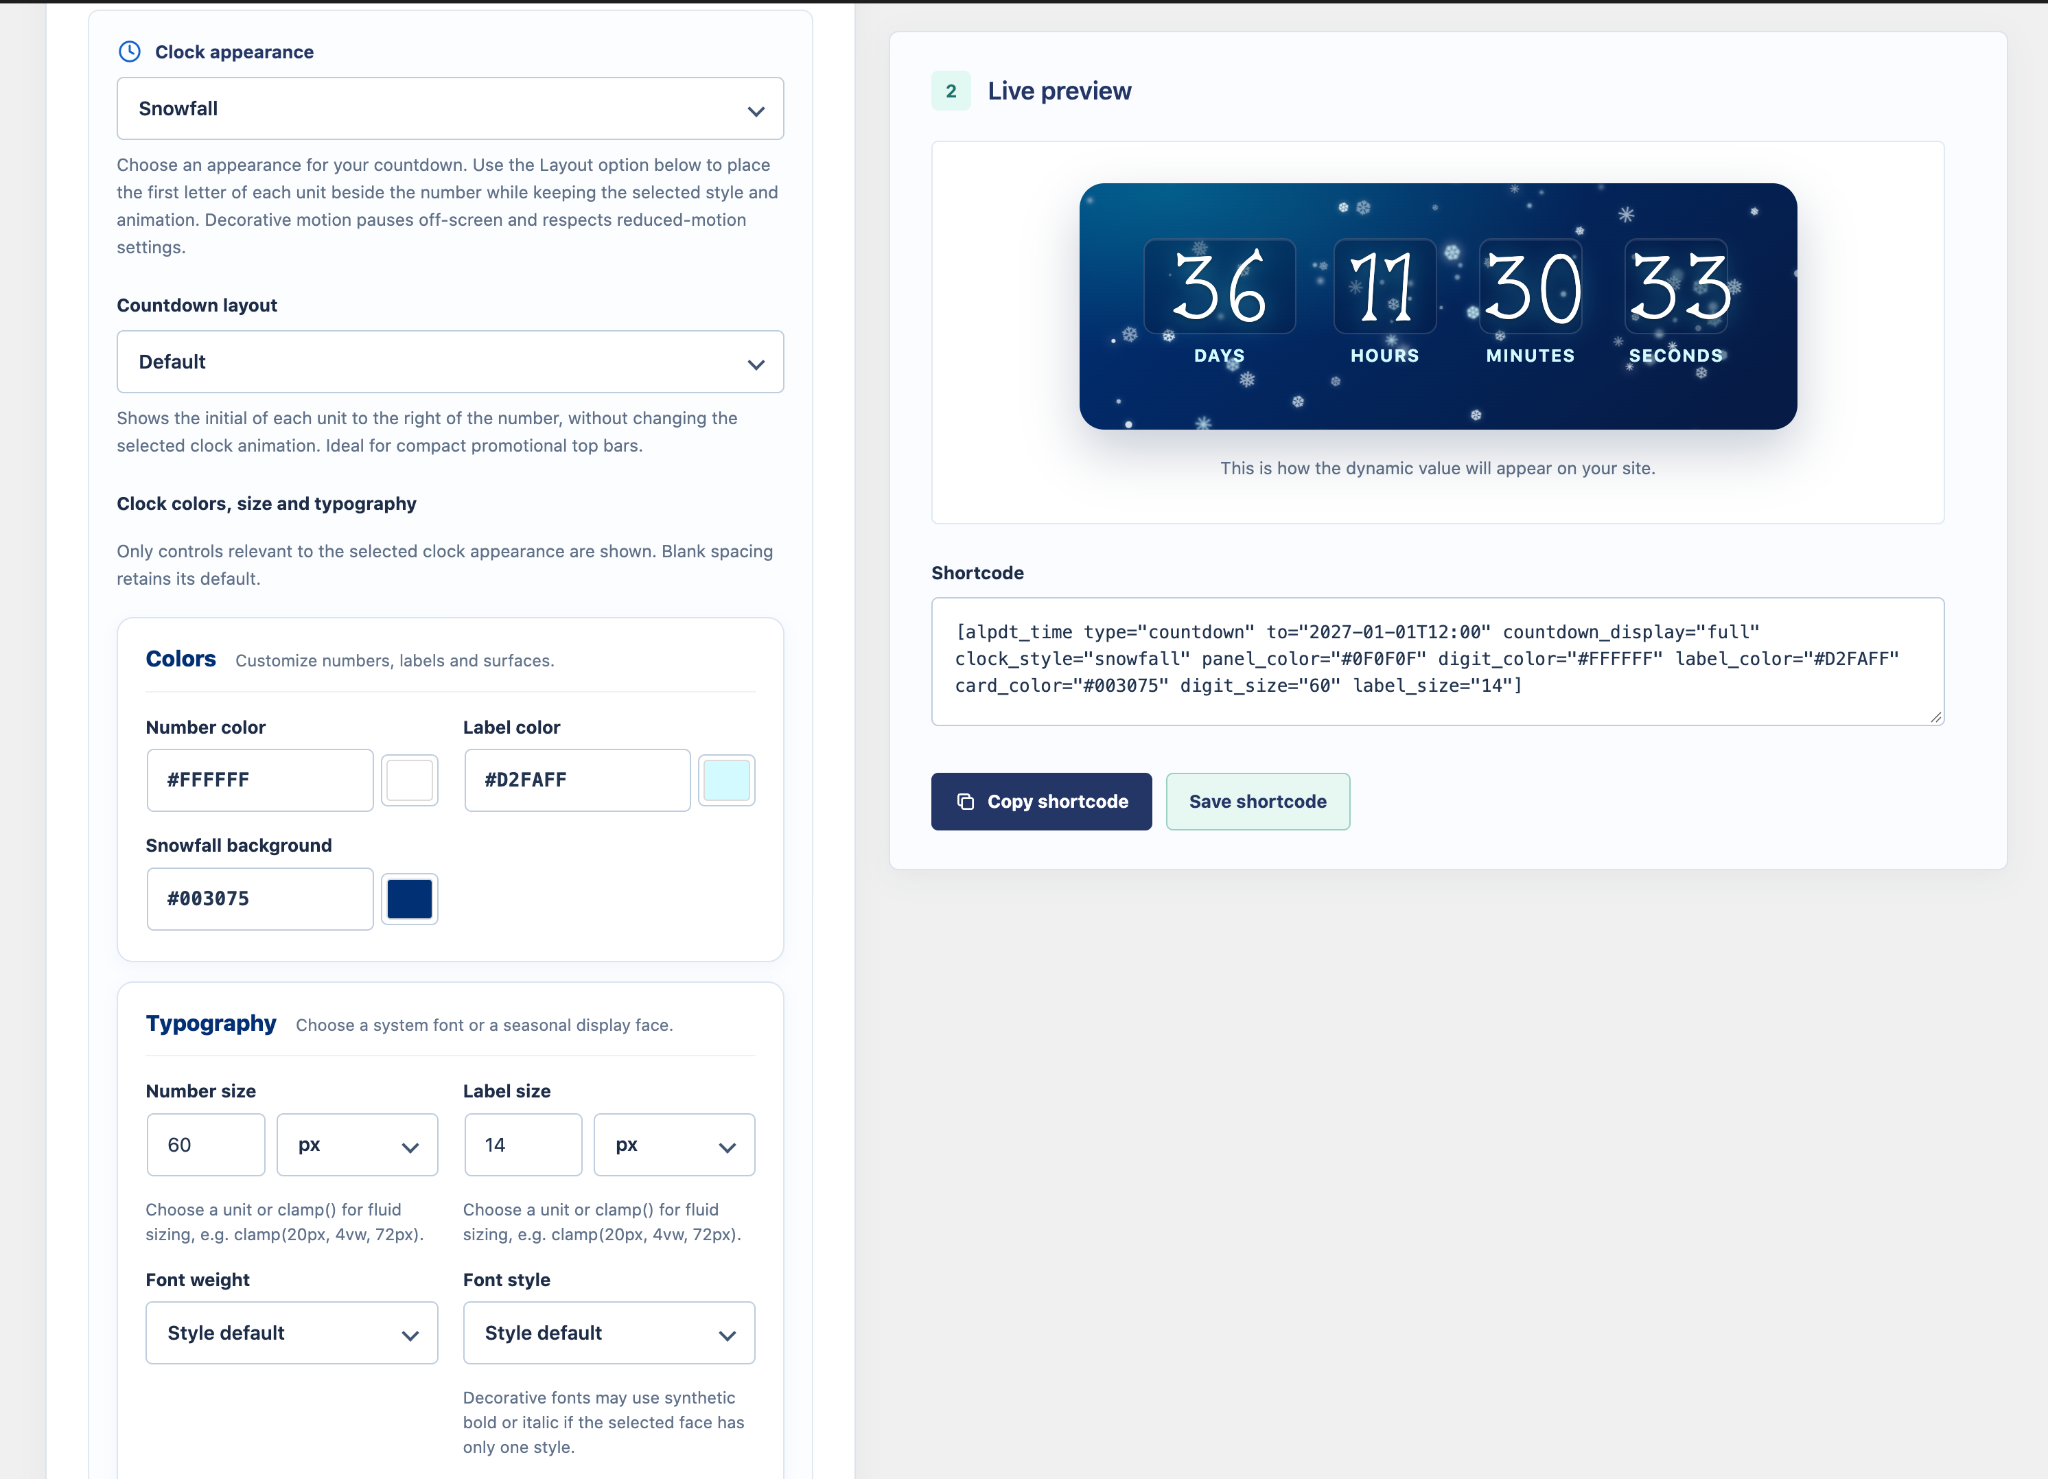 Clock appearance
Snowfall
Choose an appearance for your countdown. Use the Layout option below to place
the first letter of each unit beside the number while keeping the selected style and
animation. Decorative motion pauses off-screen and respects reduced-motion
settings.
Countdown layout
Default
Shows the initial of each unit to the right of the number, without changing the
selected clock animation. Ideal for compact promotional top bars.
Clock colors, size and typography
Only controls relevant to the selected clock appearance are shown. Blank spacing
retains its default.
Colors Customize numbers, labels and surfaces.
Number color Label color
#FFFFFF #D2FAFF
Snowfall background
#003075
Typography Choose a system font or a seasonal display face.
Number size Label size
60 px 14 px
Choose a unit or clamp() for fluid
sizing, e.g. clamp(20px, 4vw, 72px).
Choose a unit or clamp() for fluid
sizing, e.g. clamp(20px, 4vw, 72px).
Font weight Font style
Style default Style default
Decorative fonts may use synthetic
bold or italic if the selected face has
only one style.
2 Live preview
36 11 30 33
DAYS HOURS MINUTES SECONDS
This is how the dynamic value will appear on your site.
Shortcode
[alpdt_time type="countdown" to="2027-01-01T12:00" countdown_display="full"
clock_style="snowfall" panel_color="#0F0F0F" digit_color="#FFFFFF" label_color="#D2FAFF"
card_color="#003075" digit_size="60" label_size="14"]
Copy shortcode Save shortcode